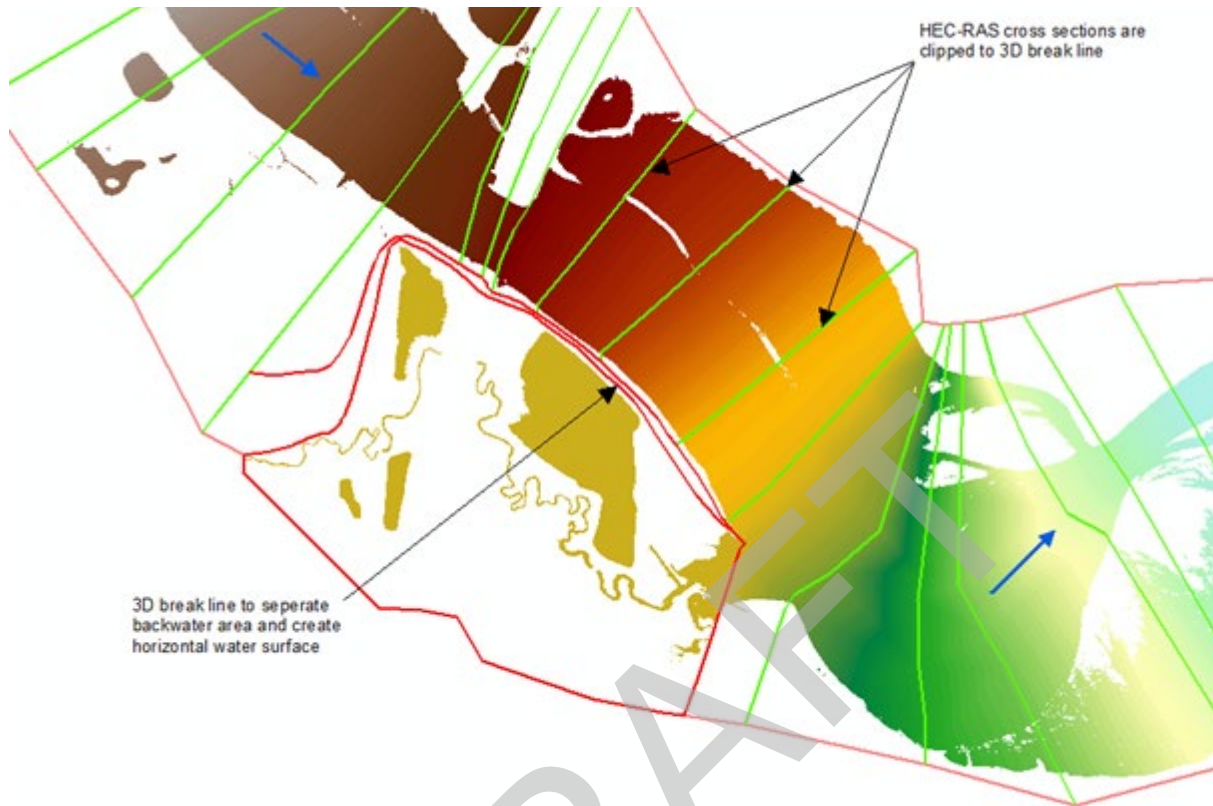 HEC-RAS cross sections are
clipped to 3D break line
3D break line to seperate
backwater area and create
horizontal water surface
DRAFT